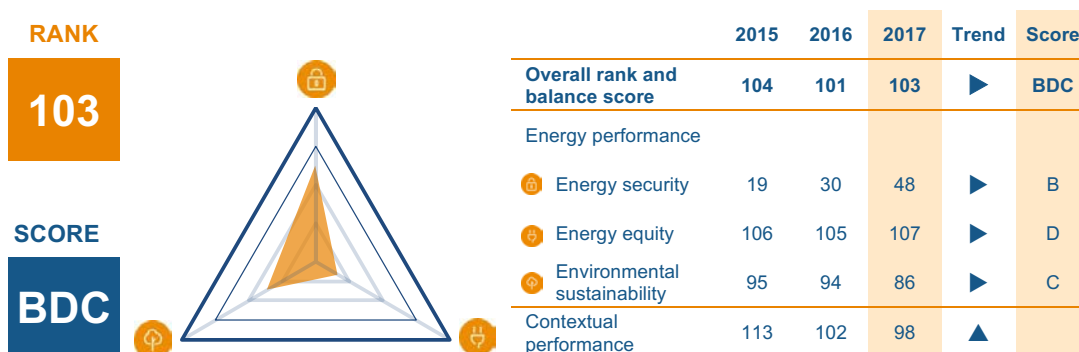 RANK
103
SCORE
BDC
2015 2016 2017 Trend Score
Overall rank and
balance score 104 101 103 BDC
Energy performance
Energy security 19 30 48 B
Energy equity 106 105 107 D
Environmental
sustainability 95 94 86 C
Contextual
performance 113 102 98